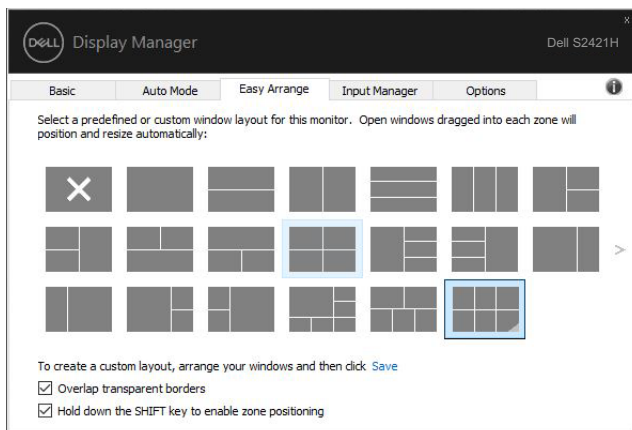 x
DELL Display Manager Dell S2421H
Basic Auto Mode Easy Arrange Input Manager Options i
Select a predefined or custom window layout for this monitor. Open windows dragged into each zone will
position and resize automatically:
>
To create a custom layout, arrange your windows and then click Save
Overlap transparent borders
Hold down the SHIFT key to enable zone positioning